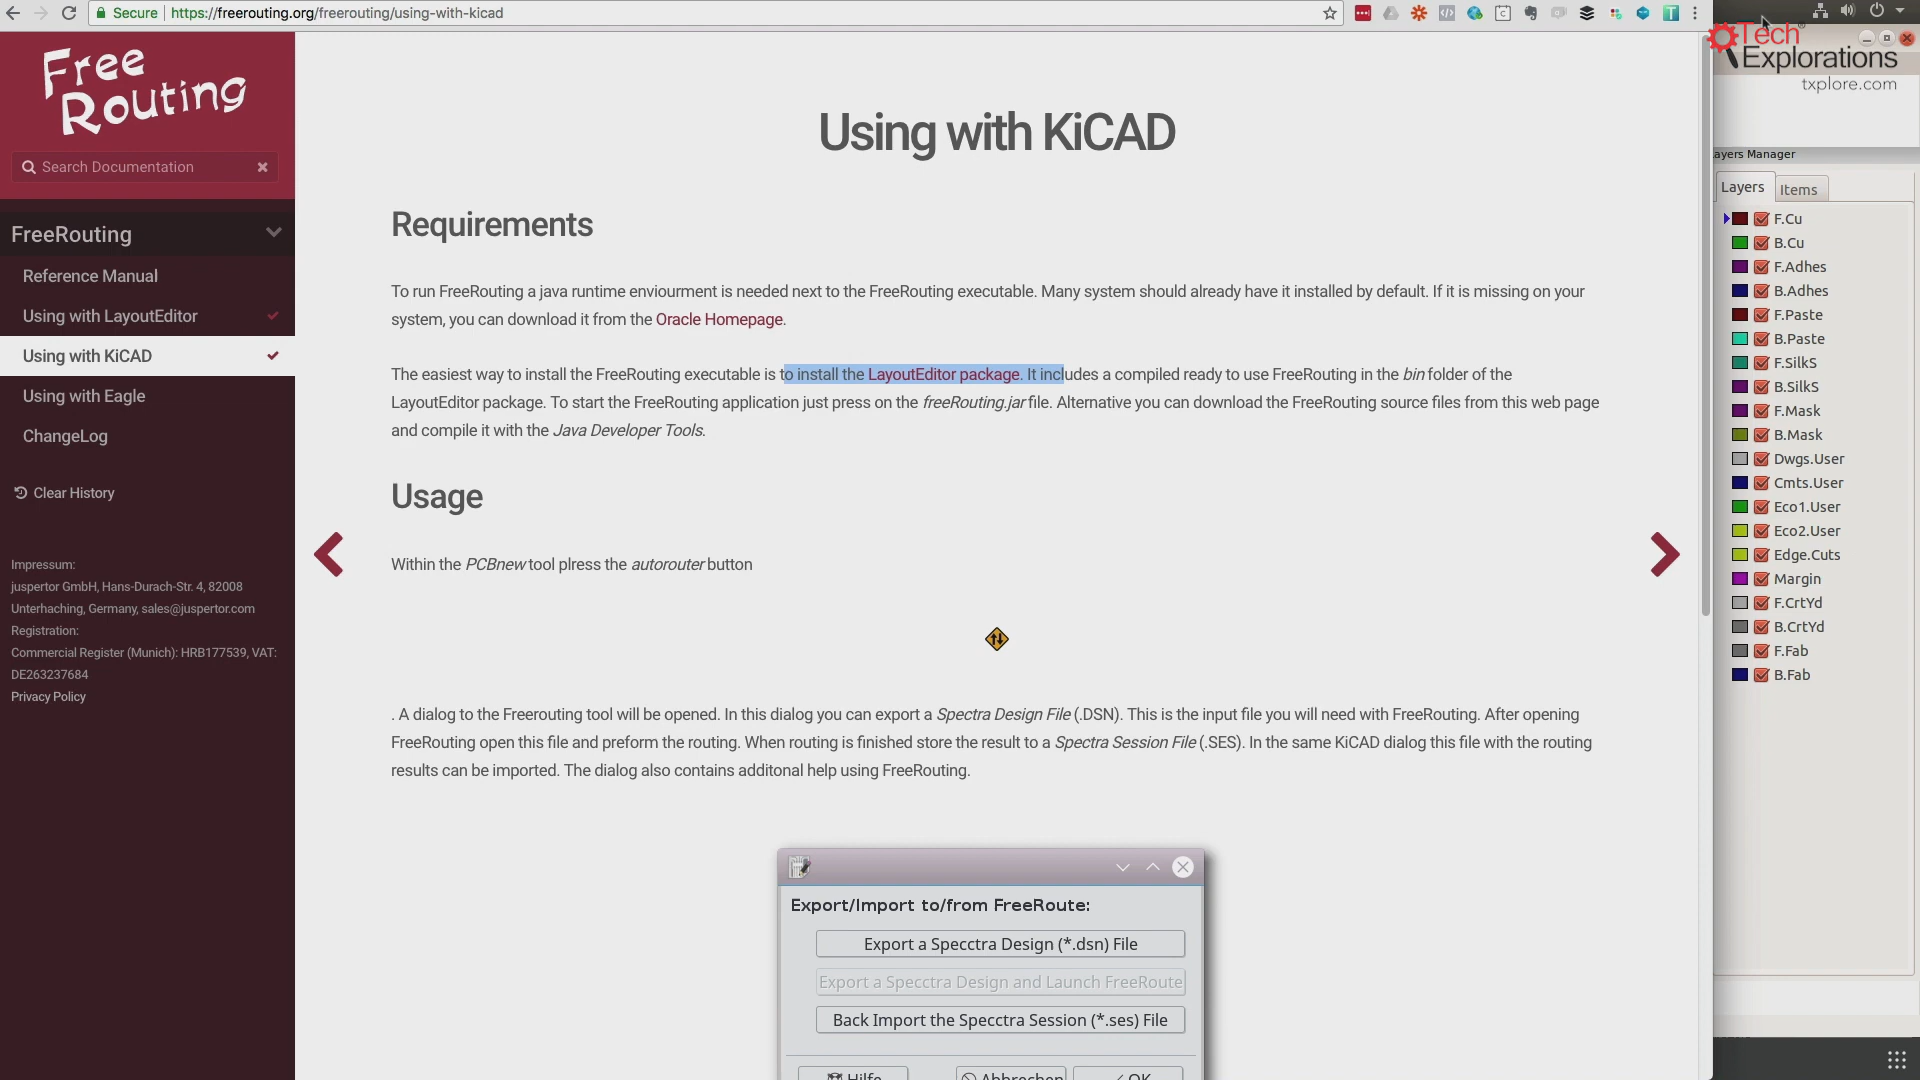 Secure
https://freerouting.org/freerouting/using-with-kicad
Tech
Explorations
txplore.com
Free
Routing
Search Documentation
FreeRouting
Reference Manual
Using with LayoutEditor
Using with KiCAD
Using with Eagle
ChangeLog
Clear History
Impressum:
juspertor GmbH, Hans-Durach-Str. 4, 82008
Unterhaching, Germany, sales@juspertor.com
Registration:
Commercial Register (Munich): HRB177539, VAT:
DE263237684
Privacy Policy
Using with KiCAD
Requirements
To run FreeRouting a java runtime enviourment is needed next to the FreeRouting executable. Many system should already have it installed by default. If it is missing on your
system, you can download it from the Oracle Homepage.
The easiest way to install the FreeRouting executable is to install the LayoutEditor package. It includes a compiled ready to use FreeRouting in the bin folder of the
LayoutEditor package. To start the FreeRouting application just press on the freeRouting.jar file. Alternative you can download the FreeRouting source files from this web page
and compile it with the Java Developer Tools.
Usage
Within the PCBnew tool plress the autorouter button
. A dialog to the Freerouting tool will be opened. In this dialog you can export a Spectra Design File (.DSN). This is the input file you will need with FreeRouting. After opening
FreeRouting open this file and preform the routing. When routing is finished store the result to a Spectra Session File (.SES). In the same KiCAD dialog this file with the routing
results can be imported. The dialog also contains additonal help using FreeRouting.
Export/Import to/from FreeRoute:
Export a Specctra Design (*.dsn) File
Export a Specctra Design and Launch FreeRoute
Back Import the Specctra Session (*.ses) File
Hilfe
Abbrechen
OK
ayers Manager
Layers
Items
F.Cu
B.Cu
F.Adhes
B.Adhes
F.Paste
B.Paste
F.SilkS
B.SilkS
F.Mask
B.Mask
Dwgs.User
Cmts.User
Eco1.User
Eco2.User
Edge.Cuts
Margin
F.CrtYd
B.CrtYd
F.Fab
B.Fab